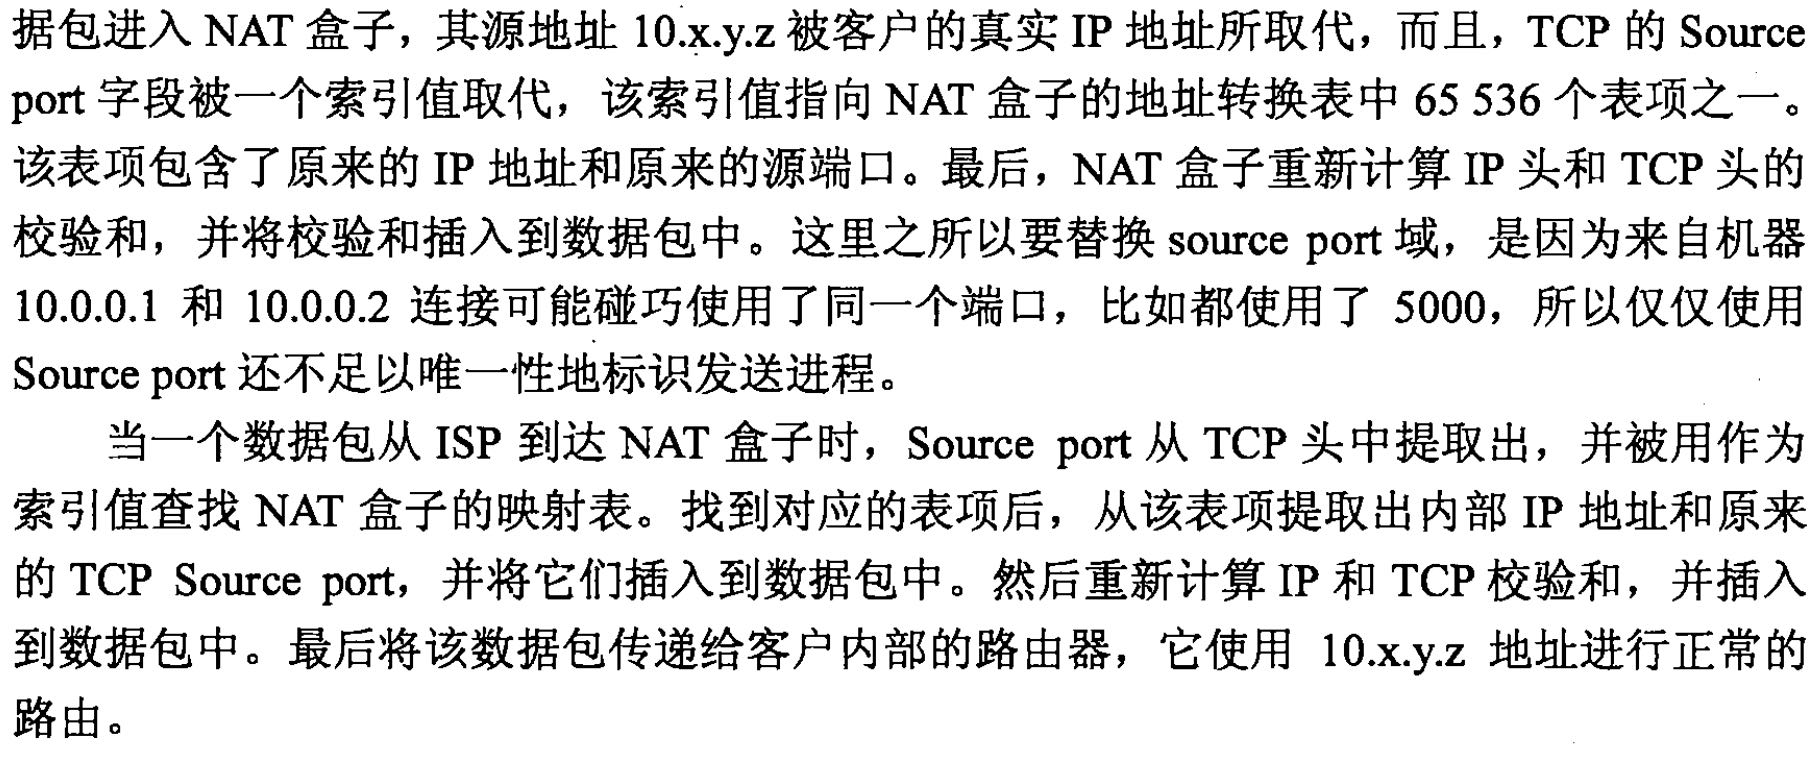 据包进入 NAT 盒子，其源地址 10.x.y.z 被客户的真实 IP 地址所取代，而且，TCP 的 Source
port 字段被一个索引值取代，该索引值指向 NAT 盒子的地址转换表中 65 536 个表项之一。
该表项包含了原来的 IP 地址和原来的源端口。最后，NAT 盒子重新计算 IP 头和 TCP 头的
校验和，并将校验和插入到数据包中。这里之所以要替换 source port 域，是因为来自机器
10.0.0.1 和 10.0.0.2 连接可能碰巧使用了同一个端口，比如都使用了 5000，所以仅仅使用
Source port 还不足以唯一性地标识发送进程。
当一个数据包从 ISP 到达 NAT 盒子时，Source port 从 TCP 头中提取出，并被用作为
索引值查找 NAT 盒子的映射表。找到对应的表项后，从该表项提取出内部 IP 地址和原来
的 TCP Source port，并将它们插入到数据包中。然后重新计算 IP 和 TCP 校验和，并插入
到数据包中。最后将该数据包传递给客户内部的路由器，它使用 10.x.y.z 地址进行正常的
路由。